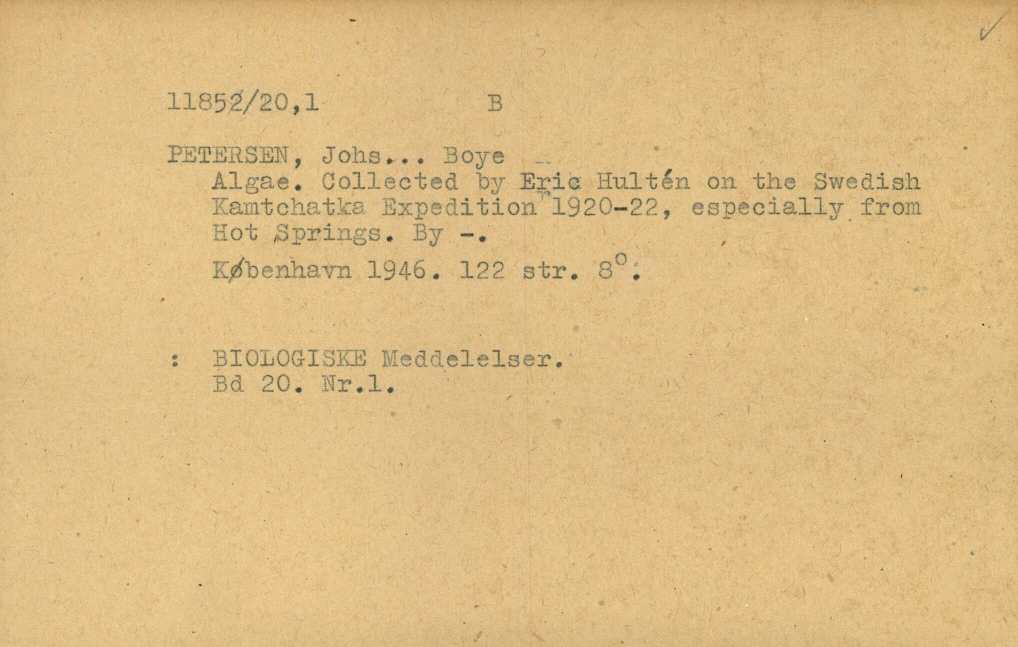 11852/20,1 B
PETERSEN, Johs... Boye
Algae. Collected by Eric Hultén on the Swedish
Kamtchatka Expedition 1920-22, especially from
Hot Springs. By -.
København 1946. 122 str. 8°.
: BIOLOGISKE Meddelelser.
Bd 20. Nr.1.